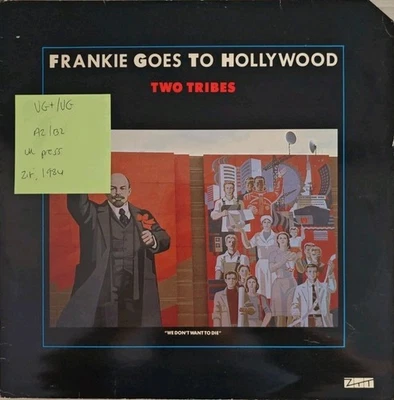 FRANKIE GOES TO HOLLYWOOD
TWO TRIBES
VG+/VG
A2/B2
UK press
ZTT, 1984
"WE DON'T WANT TO DIE"
ZTT